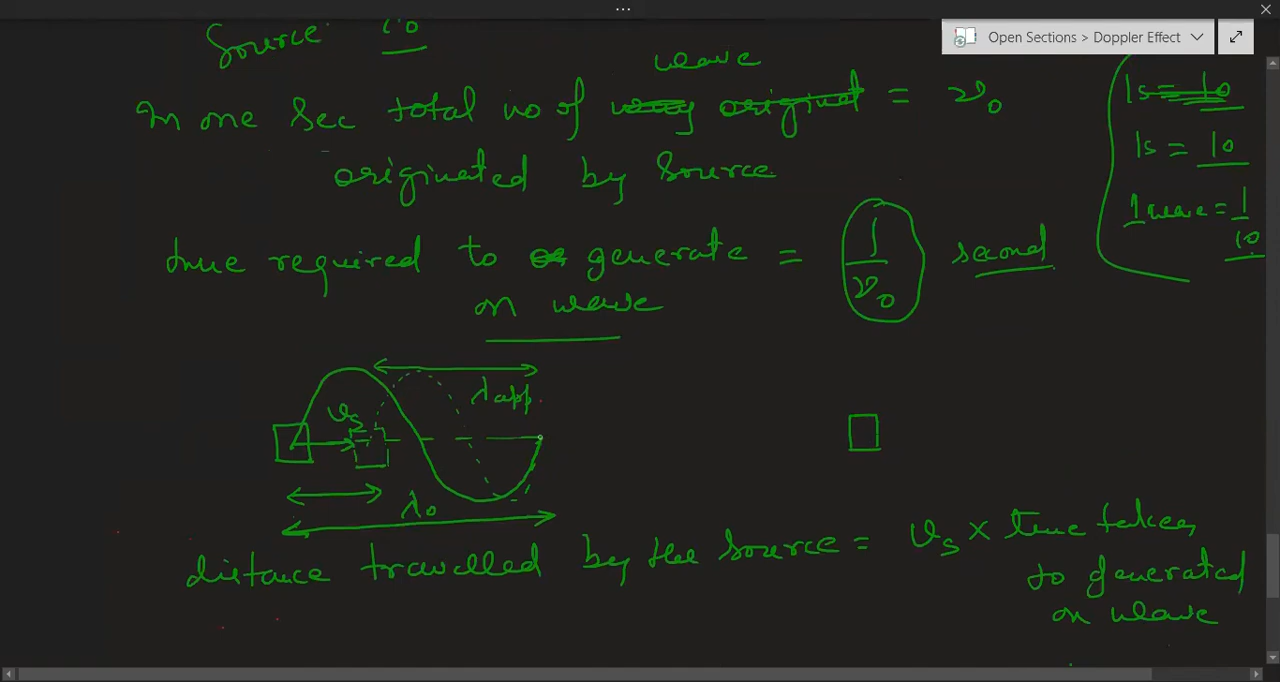 ...
Open Sections > Doppler Effect
Source
wave
In one sec total no of originat = ν₀
originated by source
1s = 10
1s = 10
1 wave = 1/10
time required to generate = 1/ν₀ second
on wave
λapp
vₛ
λ₀
distance travelled by the source = vₛ × time taken
to generated
on wave